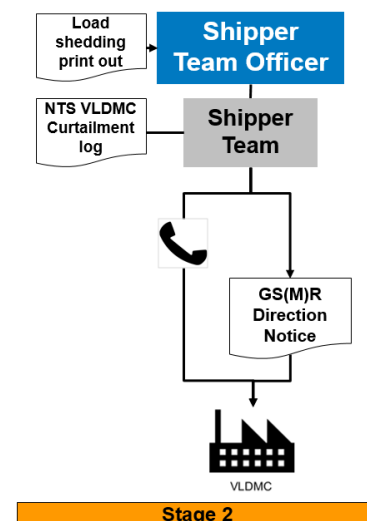 Load
shedding
print out
Shipper
Team Officer
NTS VLDMC
Curtailment
log
Shipper
Team
GS(M)R
Direction
Notice
VLDMC
Stage 2